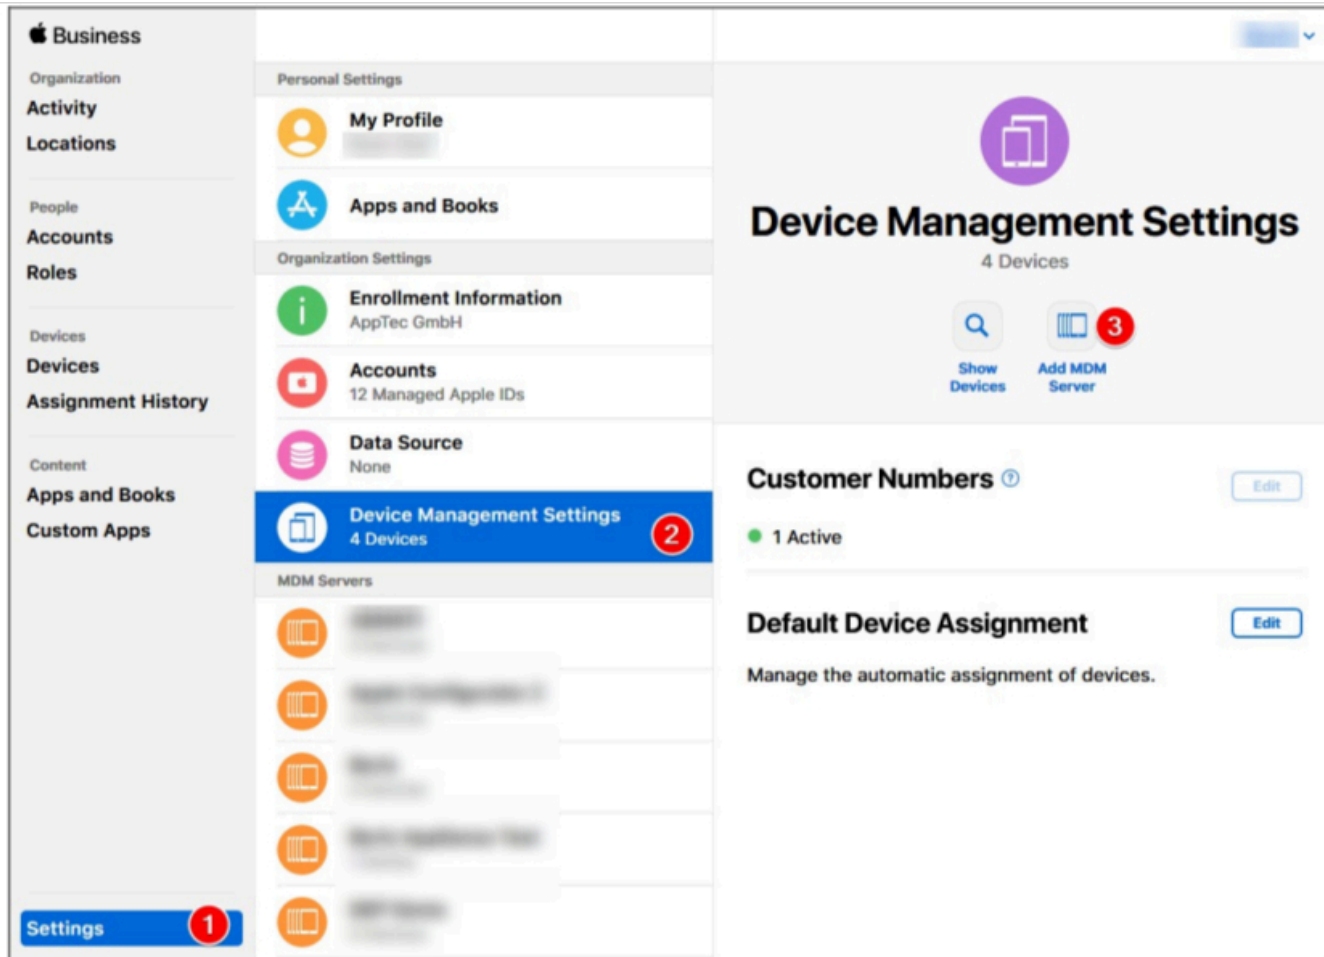 Business
Organization
Activity
Locations
People
Accounts
Roles
Devices
Devices
Assignment History
Content
Apps and Books
Custom Apps
Settings
1
Personal Settings
My Profile
Apps and Books
Organization Settings
Enrollment Information
AppTec GmbH
Accounts
12 Managed Apple IDs
Data Source
None
Device Management Settings
4 Devices
2
MDM Servers
Device Management Settings
4 Devices
3
Show
Devices
Add MDM
Server
Customer Numbers ?
Edit
1 Active
Default Device Assignment
Edit
Manage the automatic assignment of devices.